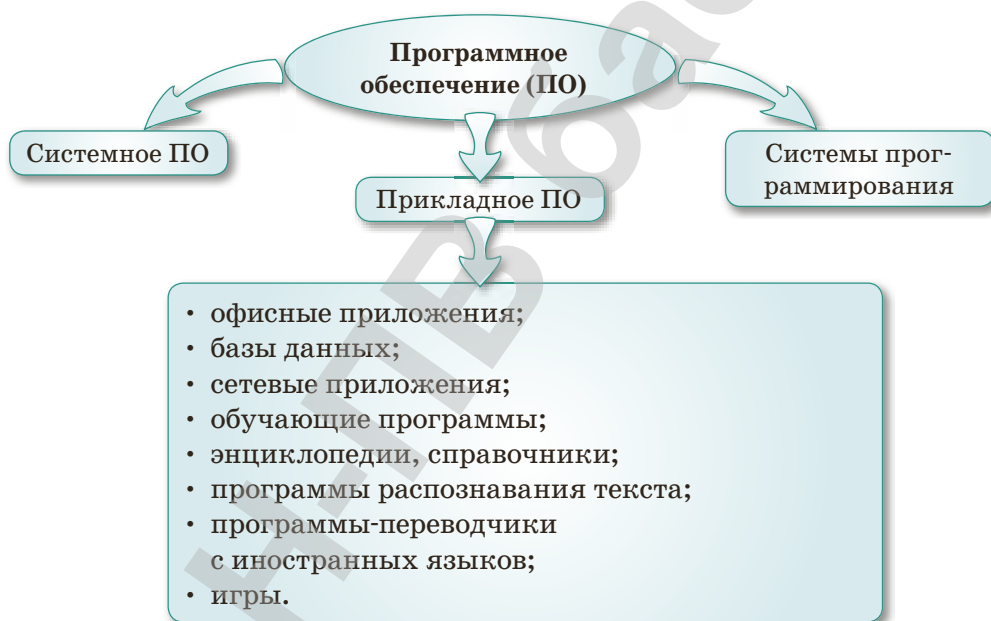 Программное
обеспечение (ПО)
Системное ПО
Прикладное ПО
Системы прог-
раммирования
• офисные приложения;
• базы данных;
• сетевые приложения;
• обучающие программы;
• энциклопедии, справочники;
• программы распознавания текста;
• программы-переводчики
с иностранных языков;
• игры.